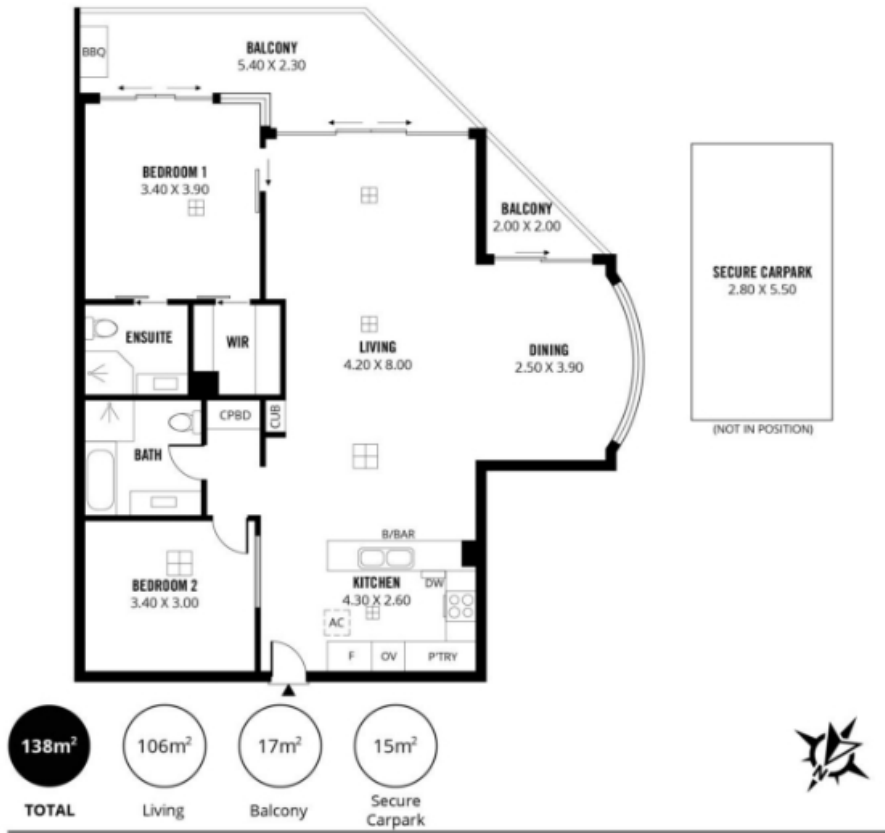 BBQ
BALCONY
5.40 X 2.30
BEDROOM 1
3.40 X 3.90
BALCONY
2.00 X 2.00
SECURE CARPARK
2.80 X 5.50
(NOT IN POSITION)
ENSUITE
WIR
LIVING
4.20 X 8.00
DINING
2.50 X 3.90
CPBD
CUB
BATH
B/BAR
BEDROOM 2
3.40 X 3.00
KITCHEN
4.30 X 2.60
DW
AC
F
OV
P'TRY
138m²
TOTAL
106m²
Living
17m²
Balcony
15m²
Secure
Carpark
N